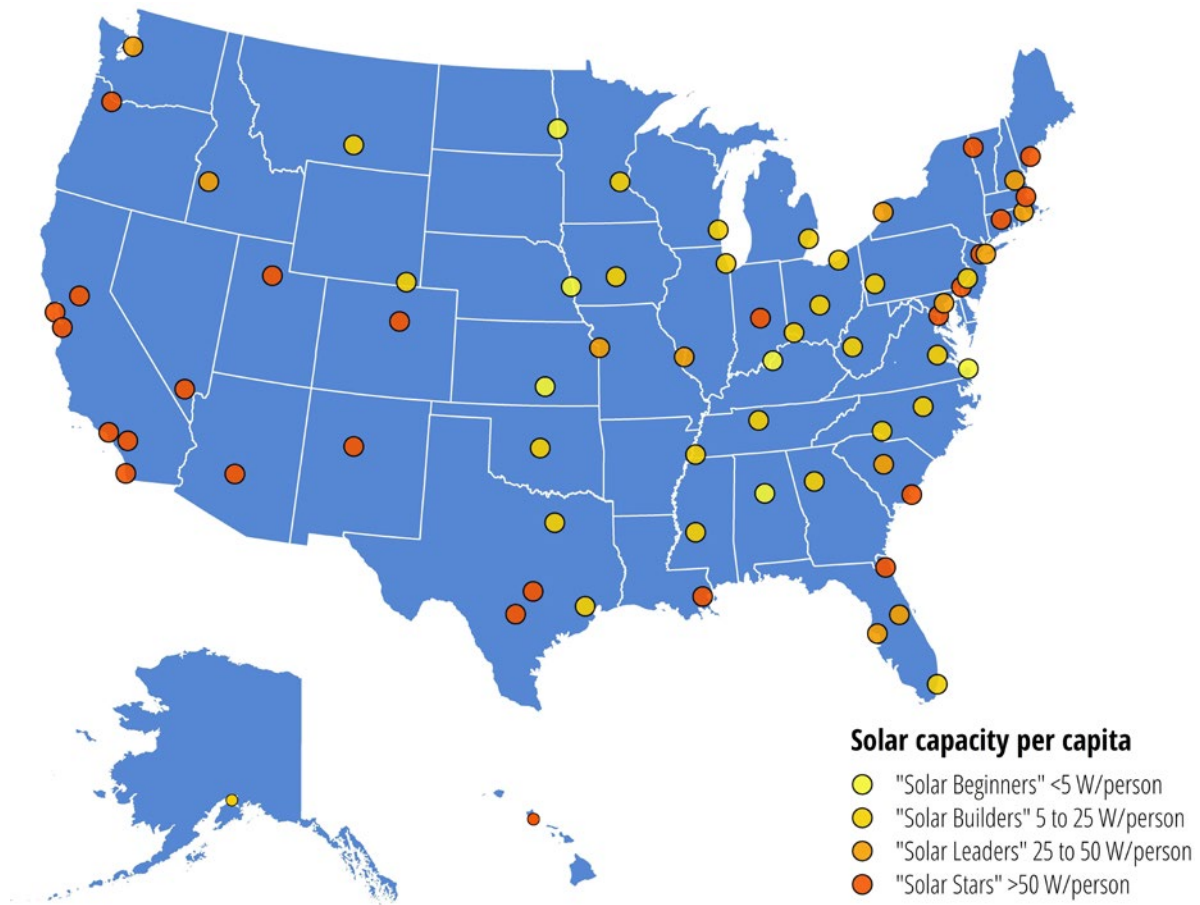 Solar capacity per capita
"Solar Beginners" <5 W/person
"Solar Builders" 5 to 25 W/person
"Solar Leaders" 25 to 50 W/person
"Solar Stars" >50 W/person